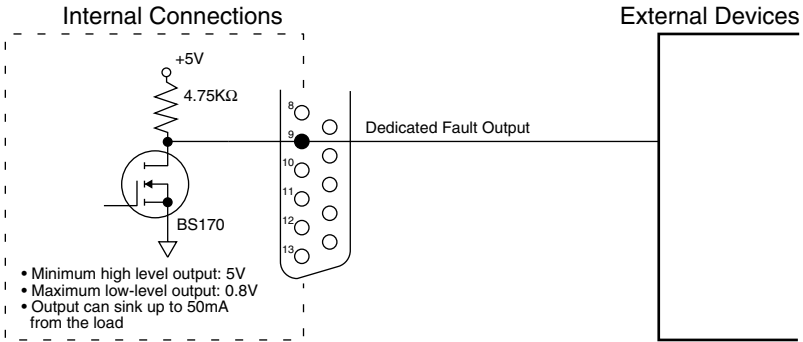 Internal Connections
External Devices
+5V
4.75KΩ
8
9
Dedicated Fault Output
10
11
12
BS170
13
• Minimum high level output: 5V
• Maximum low-level output: 0.8V
• Output can sink up to 50mA
from the load